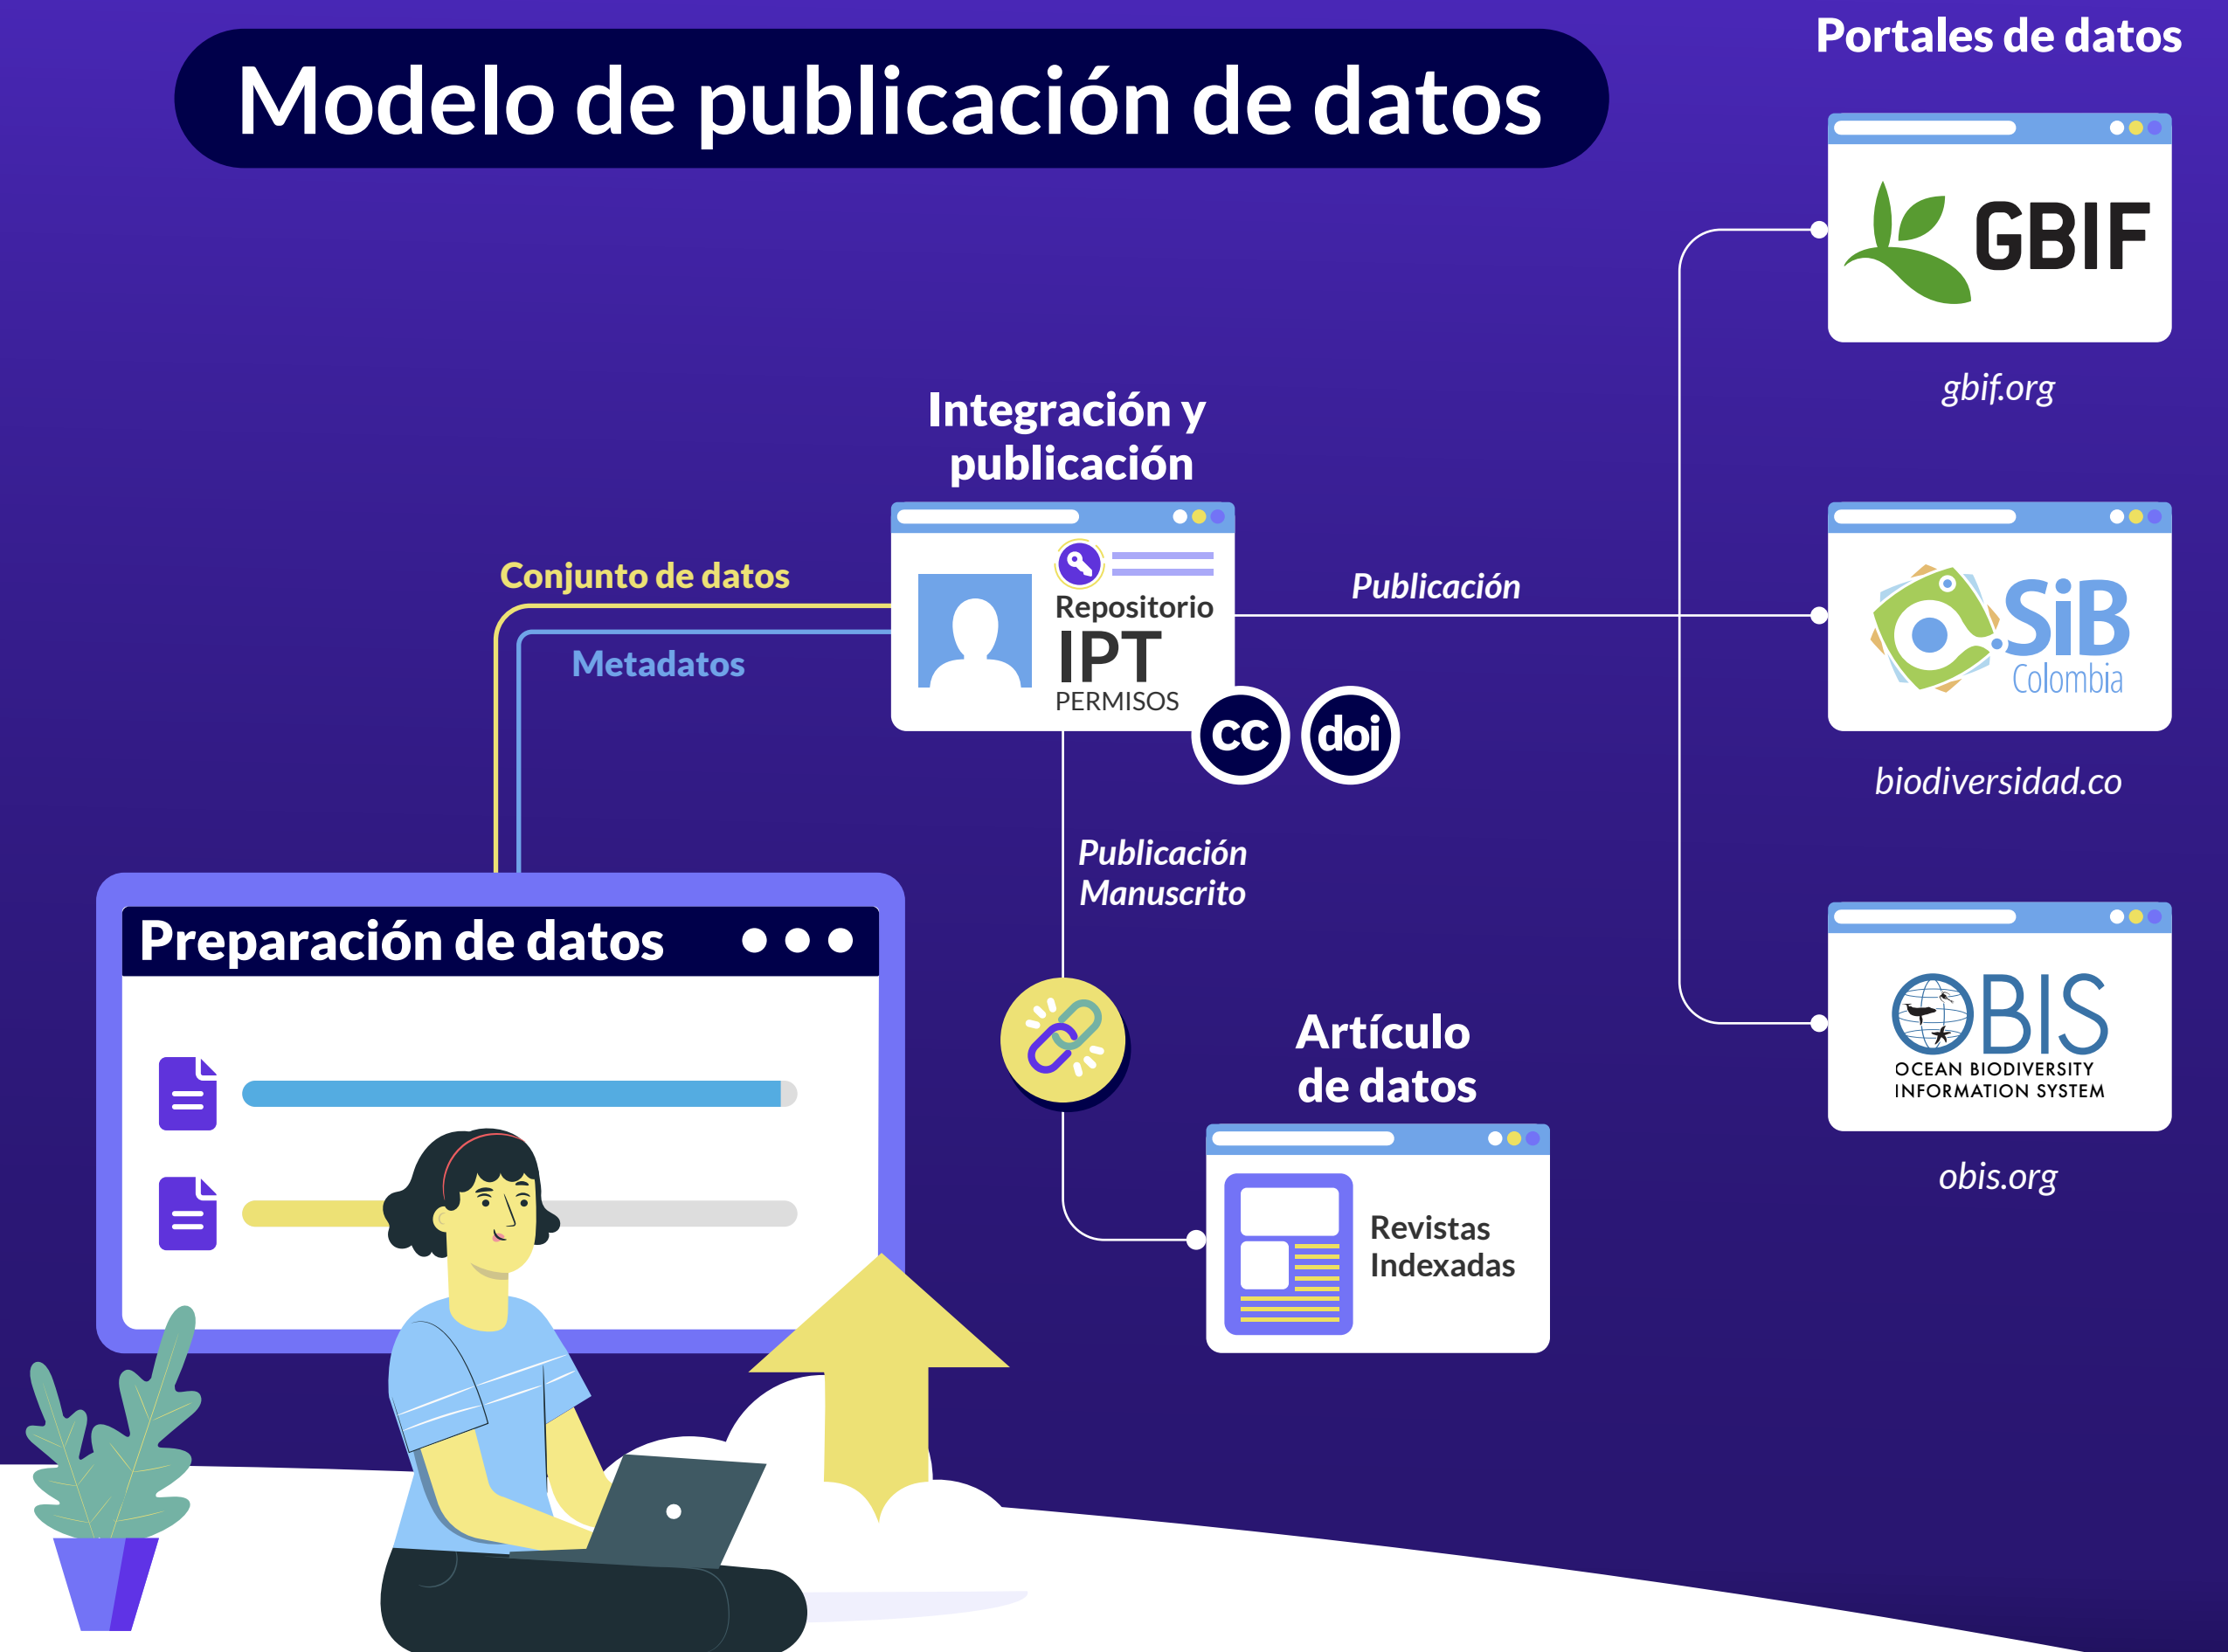 Modelo de publicación de datos
Portales de datos
GBIF
gbif.org
Integración y
publicación
Conjunto de datos
Metadatos
Repositorio
IPT
PERMISOS
cc
doi
Publicación
SiB
Colombia
biodiversidad.co
Publicación
Manuscrito
Preparación de datos
OBIS
OCEAN BIODIVERSITY
INFORMATION SYSTEM
obis.org
Artículo
de datos
Revistas
Indexadas